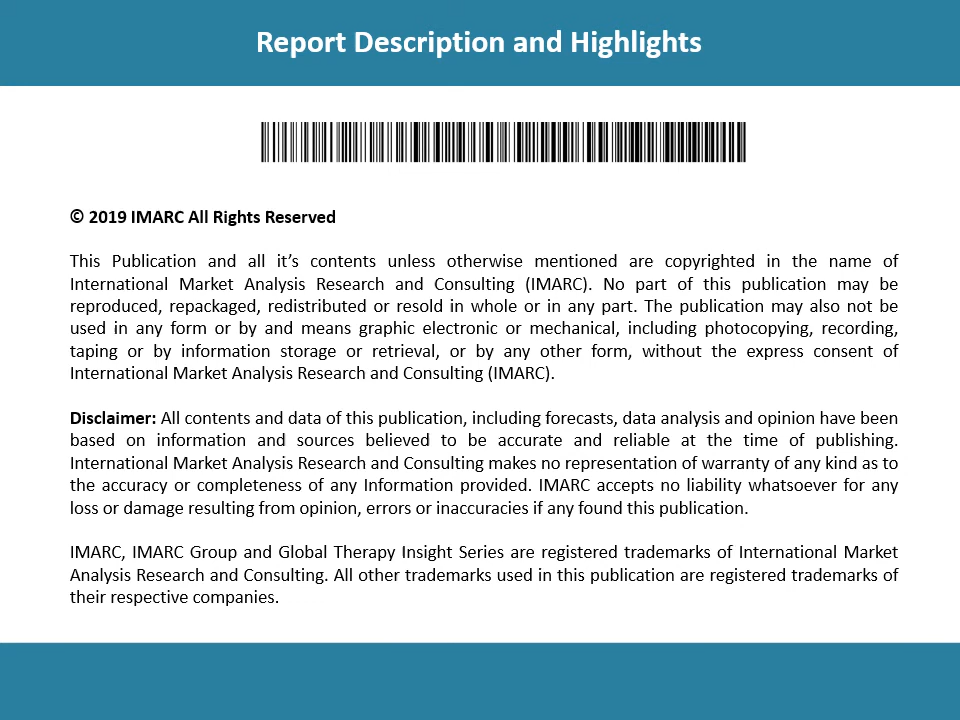 Report Description and Highlights
© 2019 IMARC All Rights Reserved
This Publication and all it’s contents unless otherwise mentioned are copyrighted in the name of
International Market Analysis Research and Consulting (IMARC). No part of this publication may be
reproduced, repackaged, redistributed or resold in whole or in any part. The publication may also not be
used in any form or by and means graphic electronic or mechanical, including photocopying, recording,
taping or by information storage or retrieval, or by any other form, without the express consent of
International Market Analysis Research and Consulting (IMARC).
Disclaimer: All contents and data of this publication, including forecasts, data analysis and opinion have been
based on information and sources believed to be accurate and reliable at the time of publishing.
International Market Analysis Research and Consulting makes no representation of warranty of any kind as to
the accuracy or completeness of any Information provided. IMARC accepts no liability whatsoever for any
loss or damage resulting from opinion, errors or inaccuracies if any found this publication.
IMARC, IMARC Group and Global Therapy Insight Series are registered trademarks of International Market
Analysis Research and Consulting. All other trademarks used in this publication are registered trademarks of
their respective companies.